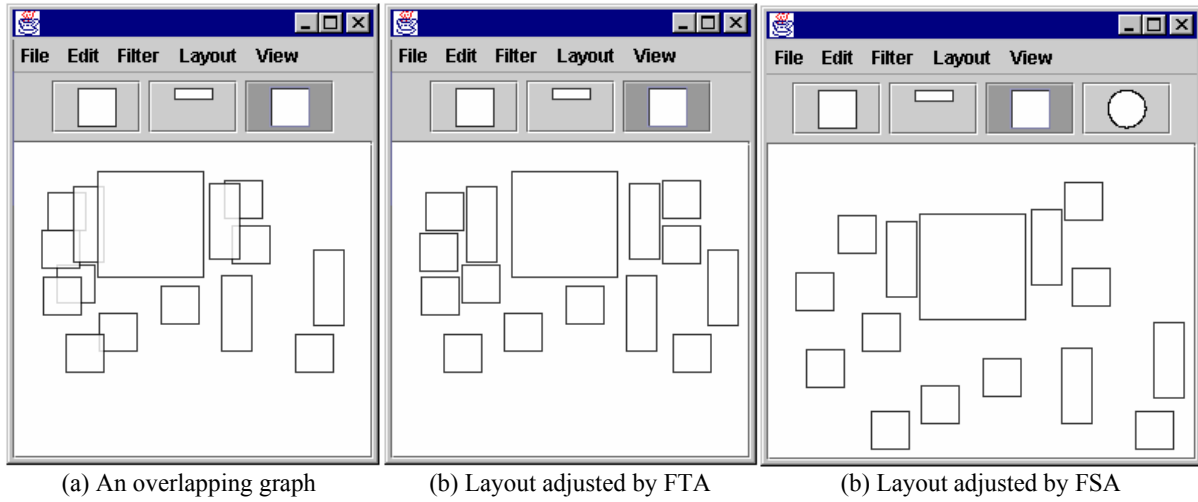 File Edit Filter Layout View
File Edit Filter Layout View
File Edit Filter Layout View
(a) An overlapping graph
(b) Layout adjusted by FTA
(b) Layout adjusted by FSA